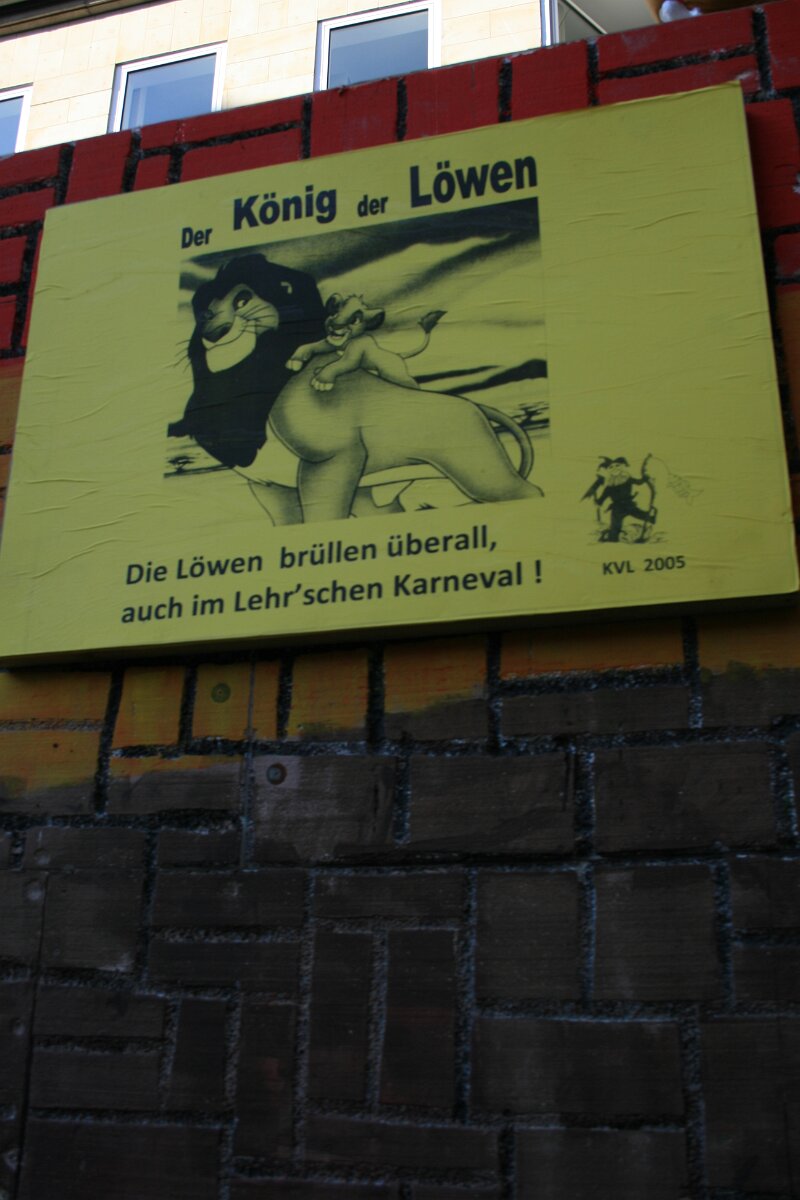 Der König der Löwen
Die Löwen brüllen überall,
auch im Lehr'schen Karneval !
KVL 2005